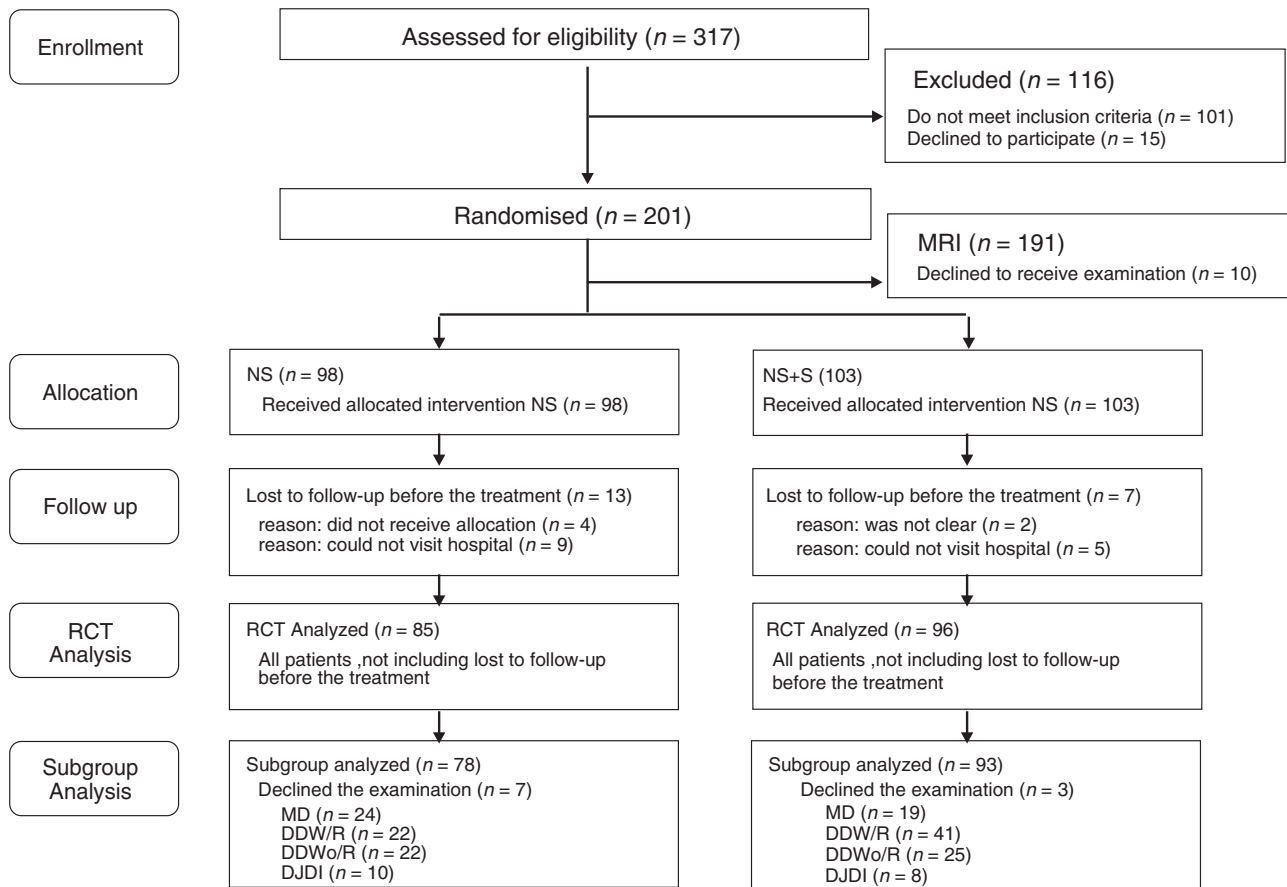 Enrollment
Assessed for eligibility (n = 317)
Excluded (n = 116)
Do not meet inclusion criteria (n = 101)
Declined to participate (n = 15)
Randomised (n = 201)
MRI (n = 191)
Declined to receive examination (n = 10)
Allocation
NS (n = 98)
Received allocated intervention NS (n = 98)
NS+S (103)
Received allocated intervention NS (n = 103)
Follow up
Lost to follow-up before the treatment (n = 13)
reason: did not receive allocation (n = 4)
reason: could not visit hospital (n = 9)
Lost to follow-up before the treatment (n = 7)
reason: was not clear (n = 2)
reason: could not visit hospital (n = 5)
RCT
Analysis
RCT Analyzed (n = 85)
All patients ,not including lost to follow-up
before the treatment
RCT Analyzed (n = 96)
All patients ,not including lost to follow-up
before the treatment
Subgroup
Analysis
Subgroup analyzed (n = 78)
Declined the examination (n = 7)
MD (n = 24)
DDW/R (n = 22)
DDWo/R (n = 22)
DJDI (n = 10)
Subgroup analyzed (n = 93)
Declined the examination (n = 3)
MD (n = 19)
DDW/R (n = 41)
DDWo/R (n = 25)
DJDI (n = 8)